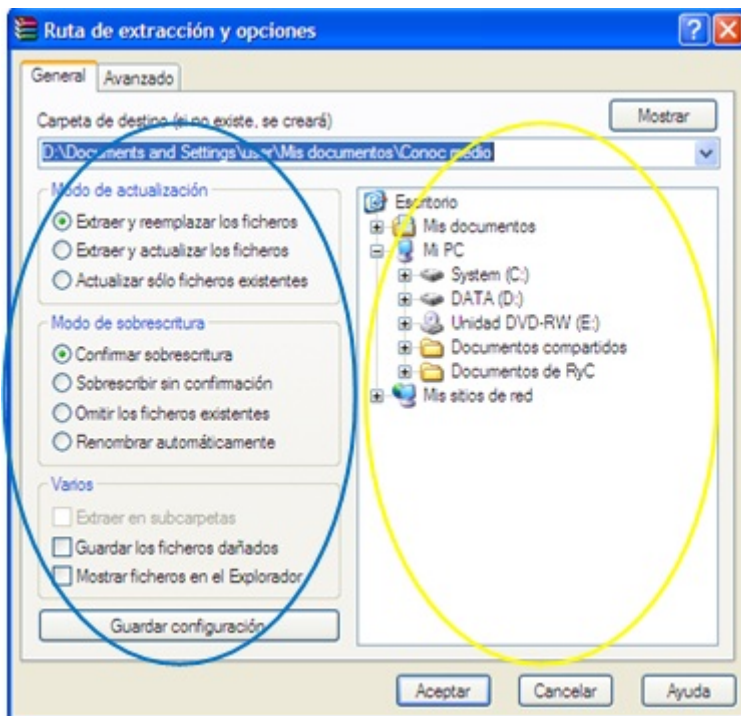 Ruta de extracción y opciones
General
Avanzado
Carpeta de destino (si no existe, se creará)
Mostrar
D:\Documents and Settings\user\Mis documentos\Conoc medio
Modo de actualización
Extraer y reemplazar los ficheros
Extraer y actualizar los ficheros
Actualizar sólo ficheros existentes
Modo de sobrescritura
Confirmar sobrescritura
Sobrescribir sin confirmación
Omitir los ficheros existentes
Renombrar automáticamente
Varios
Extraer en subcarpetas
Guardar los ficheros dañados
Mostrar ficheros en el Explorador
Guardar configuración
Escritorio
Mis documentos
Mi PC
System (C:)
DATA (D:)
Unidad DVD-RW (E:)
Documentos compartidos
Documentos de RyC
Mis sitios de red
Aceptar
Cancelar
Ayuda